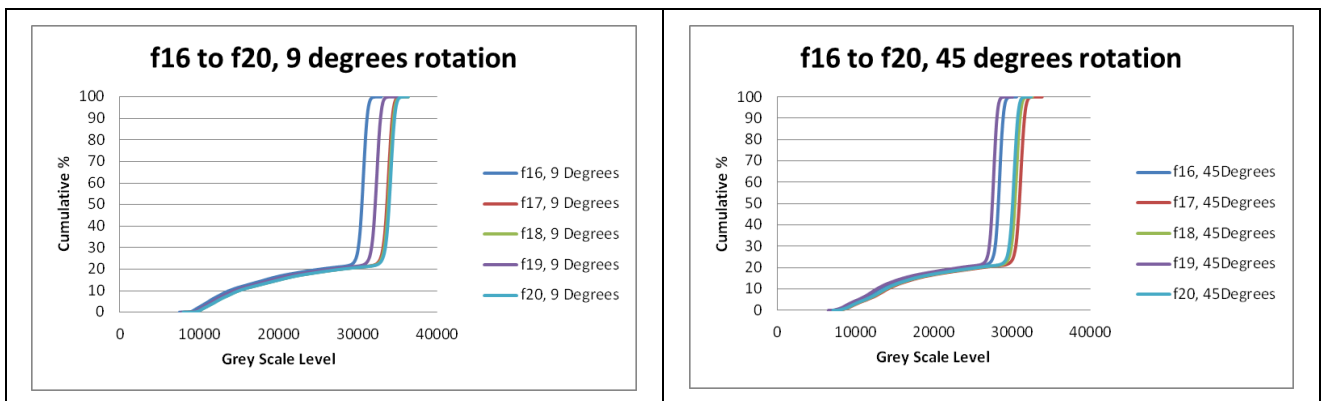 f16 to f20, 9 degrees rotation
100
90
80
70
60
50
40
30
20
10
0
Cumulative %
0 10000 20000 30000 40000
Grey Scale Level
f16, 9 Degrees
f17, 9 Degrees
f18, 9 Degrees
f19, 9 Degrees
f20, 9 Degrees
f16 to f20, 45 degrees rotation
100
90
80
70
60
50
40
30
20
10
0
Cumulative %
0 10000 20000 30000 40000
Grey Scale Level
f16, 45Degrees
f17, 45Degrees
f18, 45Degrees
f19, 45Degrees
f20, 45Degrees